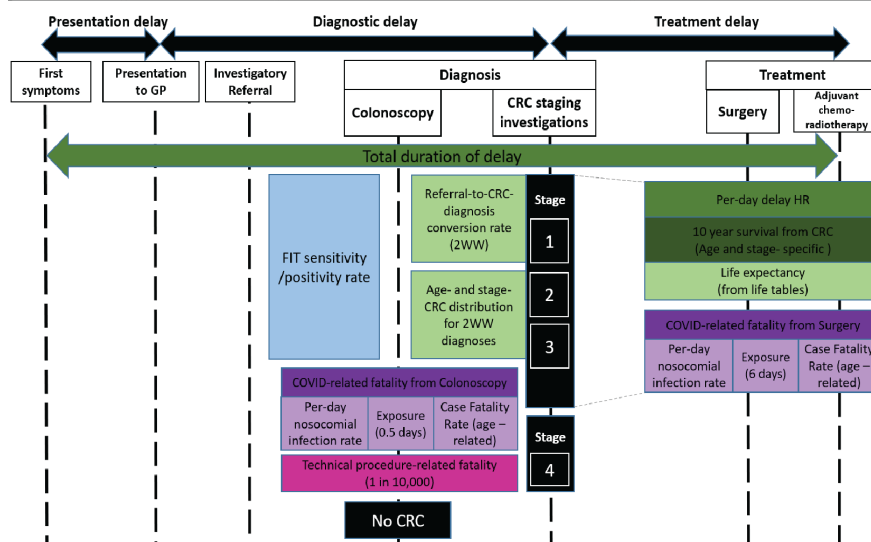 Presentation delay
Diagnostic delay
Treatment delay
First
symptoms
Presentation
to GP
Investigatory
Referral
Diagnosis
Colonoscopy
CRC staging
investigations
Treatment
Surgery
Adjuvant
chemo-
radiotherapy
Total duration of delay
FIT sensitivity
/positivity rate
Referral-to-CRC-
diagnosis
conversion rate
(2WW)
Age- and stage-
CRC distribution
for 2WW
diagnoses
Stage
1
2
3
Stage
4
Per-day delay HR
10 year survival from CRC
(Age and stage- specific )
Life expectancy
(from life tables)
COVID-related fatality from Surgery
Per-day
nosocomial
infection rate
Exposure
(6 days)
Case Fatality
Rate (age –
related)
COVID-related fatality from Colonoscopy
Per-day
nosocomial
infection rate
Exposure
(0.5 days)
Case Fatality
Rate (age –
related)
Technical procedure-related fatality
(1 in 10,000)
No CRC